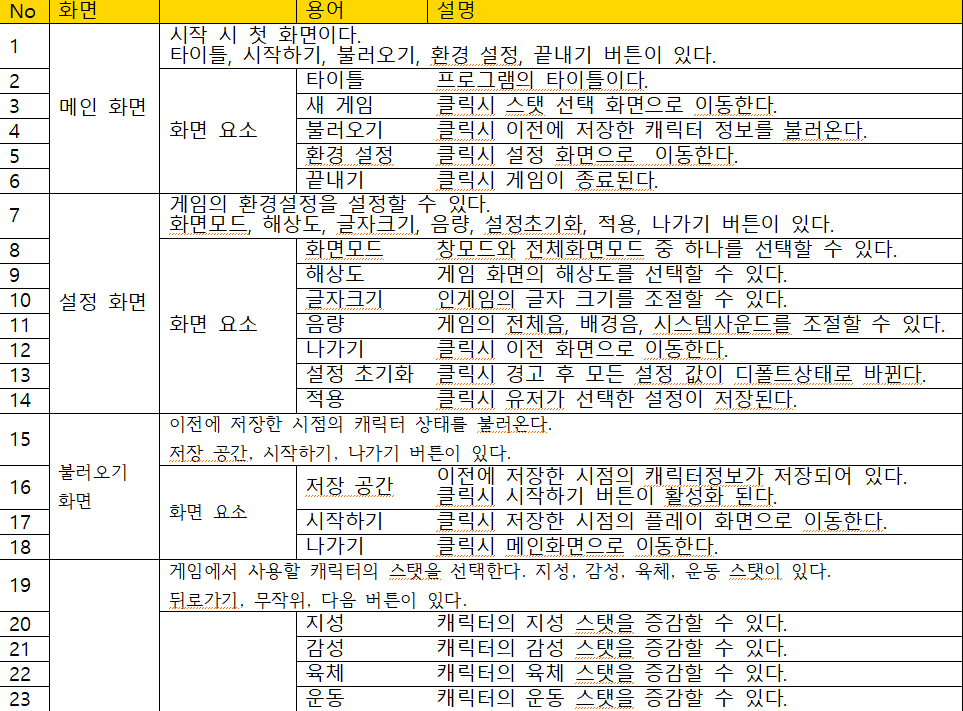 No 화면 용어 설명
1 시작 시 첫 화면이다.
타이틀, 시작하기, 불러오기, 환경 설정, 끝내기 버튼이 있다.
메인 화면
화면 요소
2 타이틀 프로그램의 타이틀이다.
3 새 게임 클릭시 스탯 선택 화면으로 이동한다.
4 불러오기 클릭시 이전에 저장한 캐릭터 정보를 불러온다.
5 환경 설정 클릭시 설정 화면으로 이동한다.
6 끝내기 클릭시 게임이 종료된다.
7 게임의 환경설정을 설정할 수 있다.
화면모드, 해상도, 글자크기, 음량, 설정초기화, 적용, 나가기 버튼이 있다.
설정 화면
화면 요소
8 화면모드 창모드와 전체화면모드 중 하나를 선택할 수 있다.
9 해상도 게임 화면의 해상도를 선택할 수 있다.
10 글자크기 인게임의 글자 크기를 조절할 수 있다.
11 음량 게임의 전체음, 배경음, 시스템사운드를 조절할 수 있다.
12 나가기 클릭시 이전 화면으로 이동한다.
13 설정 초기화 클릭시 경고 후 모든 설정 값이 디폴트상태로 바뀐다.
14 적용 클릭시 유저가 선택한 설정이 저장된다.
15 이전에 저장한 시점의 캐릭터 상태를 불러온다.
저장 공간, 시작하기, 나가기 버튼이 있다.
불러오기
화면
화면 요소
16 저장 공간 이전에 저장한 시점의 캐릭터정보가 저장되어 있다.
클릭시 시작하기 버튼이 활성화 된다.
17 시작하기 클릭시 저장한 시점의 플레이 화면으로 이동한다.
18 나가기 클릭시 메인화면으로 이동한다.
19 게임에서 사용할 캐릭터의 스탯을 선택한다. 지성, 감성, 육체, 운동 스탯이 있다.
뒤로가기, 무작위, 다음 버튼이 있다.
20 지성 캐릭터의 지성 스탯을 증감할 수 있다.
21 감성 캐릭터의 감성 스탯을 증감할 수 있다.
22 육체 캐릭터의 육체 스탯을 증감할 수 있다.
23 운동 캐릭터의 운동 스탯을 증감할 수 있다.